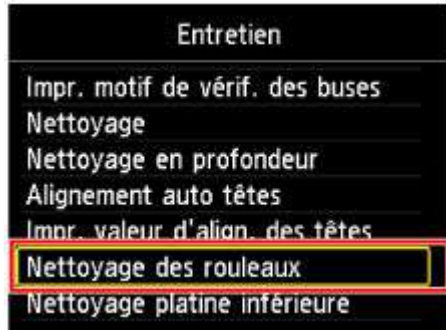 Entretien
Impr. motif de vérif. des buses
Nettoyage
Nettoyage en profondeur
Alignement auto têtes
Impr. valeur d'align. des têtes
Nettoyage des rouleaux
Nettoyage platine inférieure